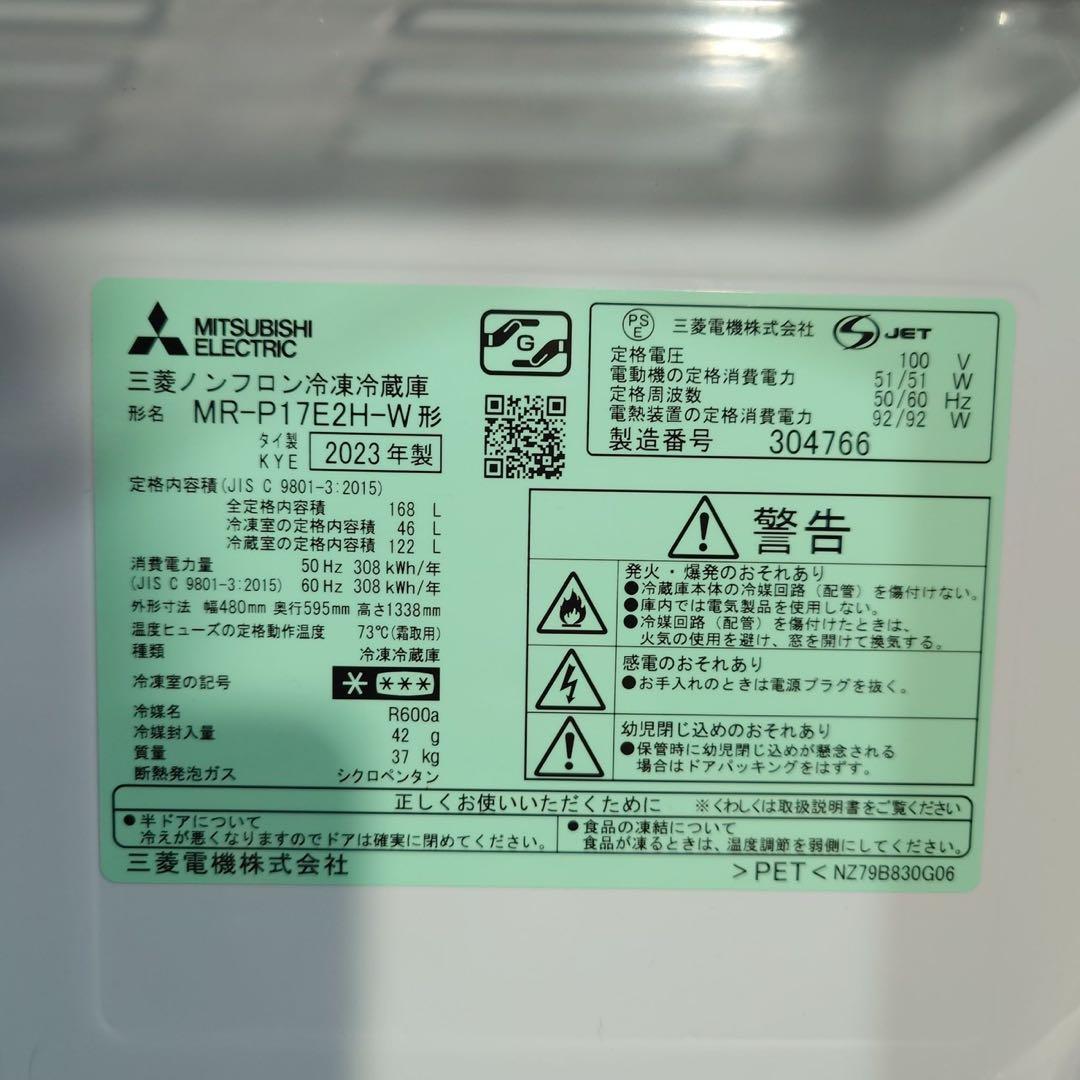 MITSUBISHI
ELECTRIC
三菱ノンフロン冷凍冷蔵庫
形名 MR-P17E2H-W形
タイ製
KYE 2023年製
定格内容積(JIS C 9801-3:2015)
全定格内容積 168 L
冷凍室の定格内容積 46 L
冷蔵室の定格内容積 122 L
消費電力量 50Hz 308kWh/年
(JIS C 9801-3:2015) 60Hz 308kWh/年
外形寸法 幅480mm 奥行595mm 高さ1338mm
温度ヒューズの定格動作温度 73℃(霜取用)
種類 冷凍冷蔵庫
冷凍室の記号 * ***
冷媒名 R600a
冷媒封入量 42 g
質量 37 kg
断熱発泡ガス シクロペンタン
G
PSE 三菱電機株式会社 S JET
定格電圧 100 V
電動機の定格消費電力 51/51 W
定格周波数 50/60 Hz
電熱装置の定格消費電力 92/92 W
製造番号 304766
警告
発火・爆発のおそれあり
●冷蔵庫本体の冷媒回路(配管)を傷付けない。
●庫内では電気製品を使用しない。
●冷媒回路(配管)を傷付けたときは、
火気の使用を避け、窓を開けて換気する。
感電のおそれあり
●お手入れのときは電源プラグを抜く。
幼児閉じ込めのおそれあり
●保管時に幼児閉じ込めが懸念される
場合はドアパッキングをはずす。
正しくお使いいただくために ※くわしくは取扱説明書をご覧ください
●半ドアについて
冷えが悪くなりますのでドアは確実に閉めてください。
●食品の凍結について
食品が凍るときは、温度調節を弱側にしてください。
三菱電機株式会社
>PET< NZ79B830G06